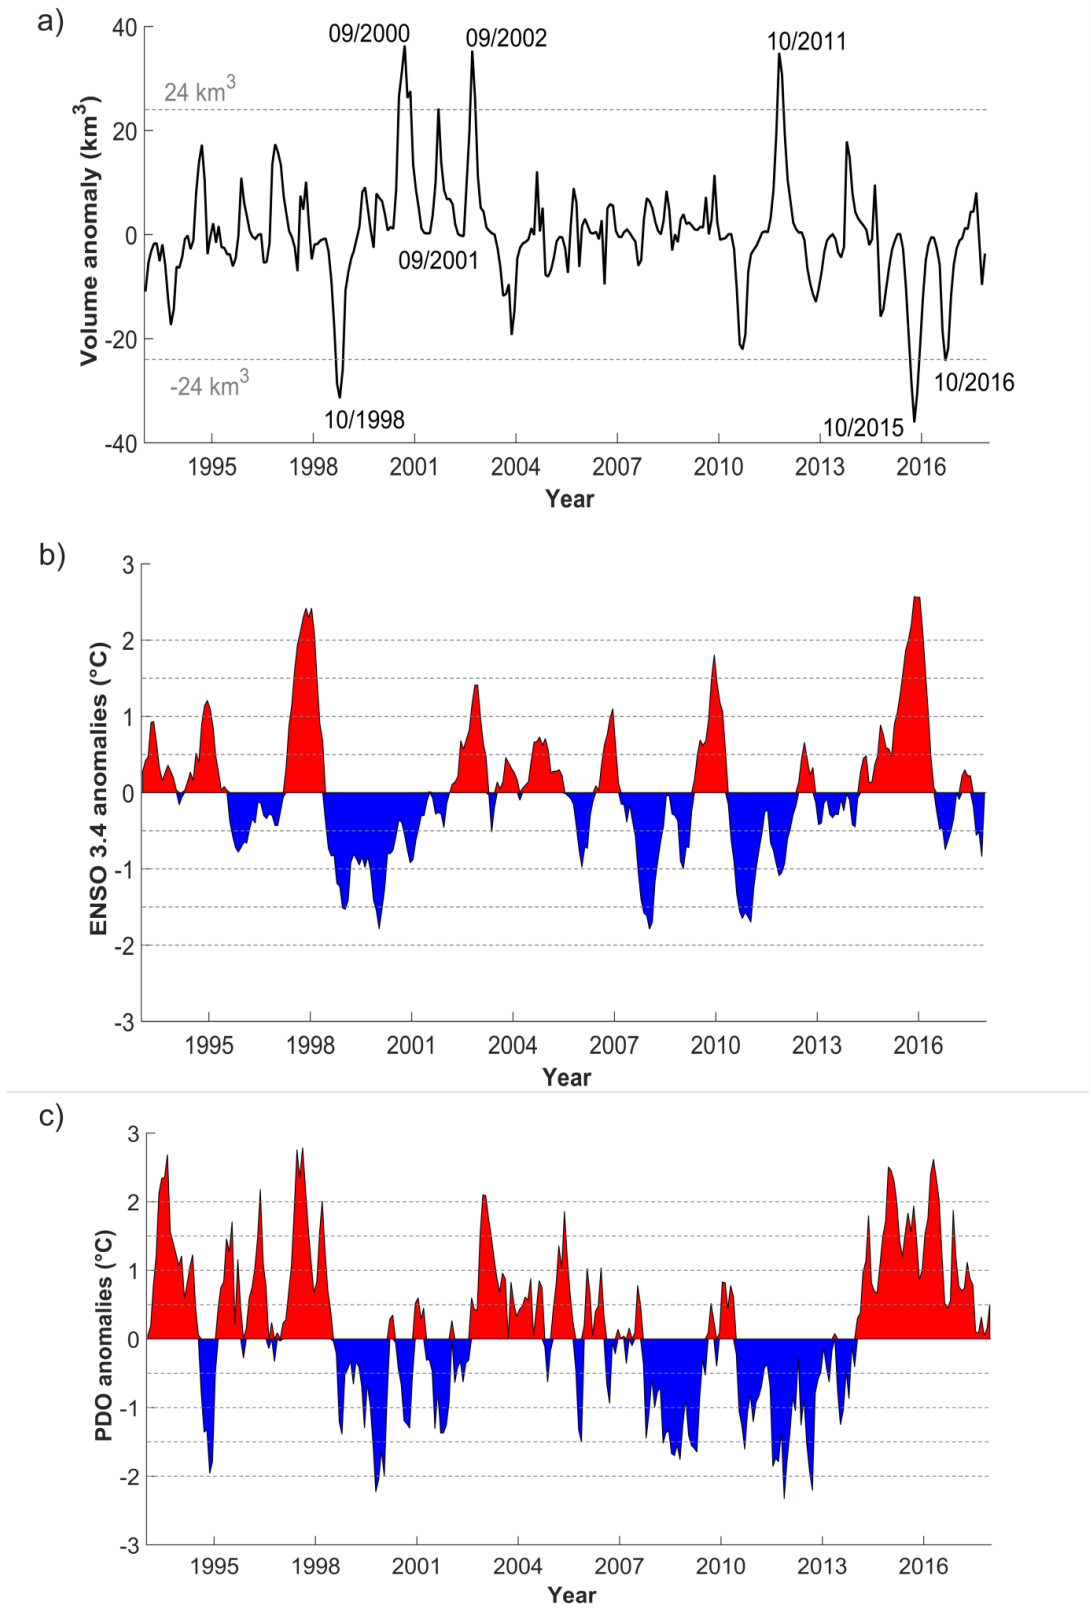 a)
40
09/2000
09/2002
10/2011
24 km3
20
Volume anomaly (km3)
0
09/2001
-20
-24 km3
10/2016
10/1998
10/2015
-40
1995 1998 2001 2004 2007 2010 2013 2016
Year
b)
3
2
1
0
ENSO 3.4 anomalies (°C)
-1
-2
-3
1995 1998 2001 2004 2007 2010 2013 2016
Year
c)
3
2
1
0
PDO anomalies (°C)
-1
-2
-3
1995 1998 2001 2004 2007 2010 2013 2016
Year